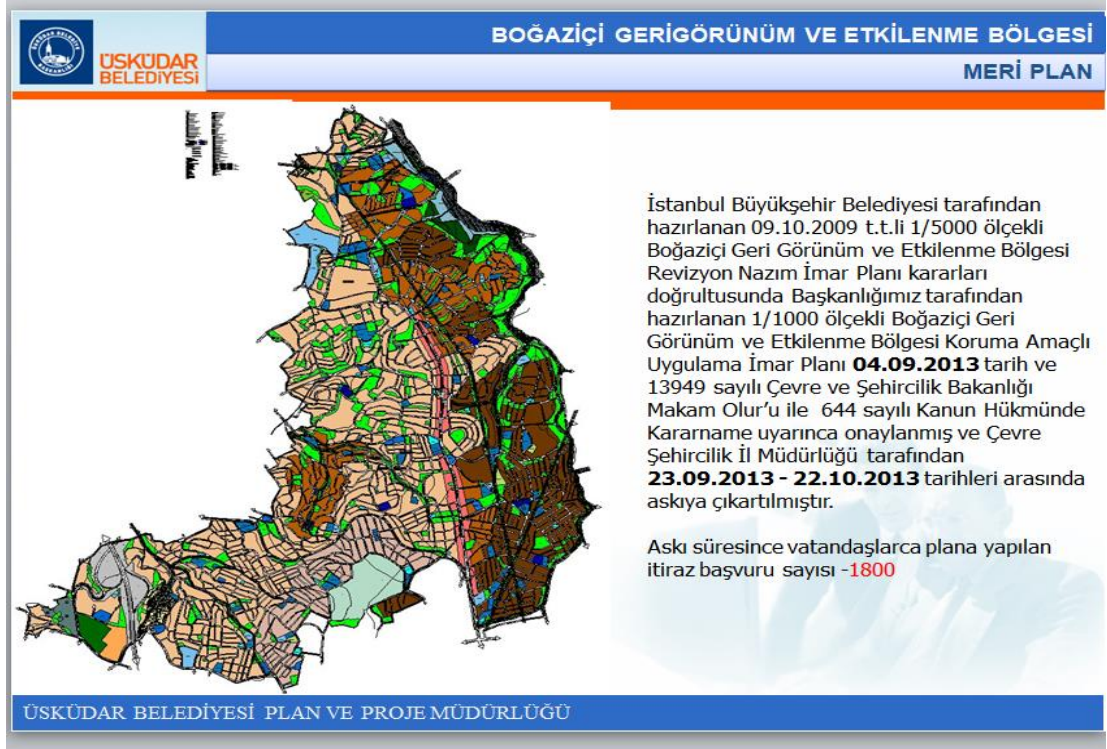 BOĞAZİÇİ GERİGÖRÜNÜM VE ETKİLENME BÖLGESİ
ÜSKÜDAR
BELEDİYESİ
MERİ PLAN
İstanbul Büyükşehir Belediyesi tarafından
hazırlanan 09.10.2009 t.t.li 1/5000 ölçekli
Boğaziçi Geri Görünüm ve Etkilenme Bölgesi
Revizyon Nazım İmar Planı kararları
doğrultusunda Başkanlığımız tarafından
hazırlanan 1/1000 ölçekli Boğaziçi Geri
Görünüm ve Etkilenme Bölgesi Koruma Amaçlı
Uygulama İmar Planı 04.09.2013 tarih ve
13949 sayılı Çevre ve Şehircilik Bakanlığı
Makam Olur’u ile 644 sayılı Kanun Hükmünde
Kararname uyarınca onaylanmış ve Çevre
Şehircilik İl Müdürlüğü tarafından
23.09.2013 - 22.10.2013 tarihleri arasında
askıya çıkartılmıştır.
Askı süresince vatandaşlarca plana yapılan
itiraz başvuru sayısı -1800
ÜSKÜDAR BELEDİYESİ PLAN VE PROJE MÜDÜRLÜĞÜ